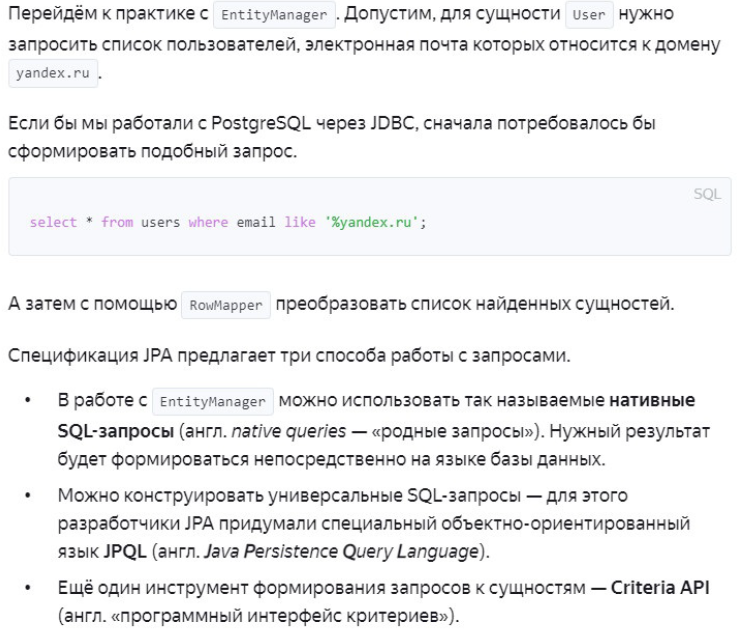 Перейдём к практике с EntityManager. Допустим, для сущности User нужно
запросить список пользователей, электронная почта которых относится к домену
yandex.ru.
Если бы мы работали с PostgreSQL через JDBC, сначала потребовалось бы
сформировать подобный запрос.
SQL
select * from users where email like '%yandex.ru';
А затем с помощью RowMapper преобразовать список найденных сущностей.
Спецификация JPA предлагает три способа работы с запросами.
• В работе с EntityManager можно использовать так называемые нативные
SQL-запросы (англ. native queries — «родные запросы»). Нужный результат
будет формироваться непосредственно на языке базы данных.
• Можно конструировать универсальные SQL-запросы — для этого
разработчики JPA придумали специальный объектно-ориентированный
язык JPQL (англ. Java Persistence Query Language).
• Ещё один инструмент формирования запросов к сущностям — Criteria API
(англ. «программный интерфейс критериев»).